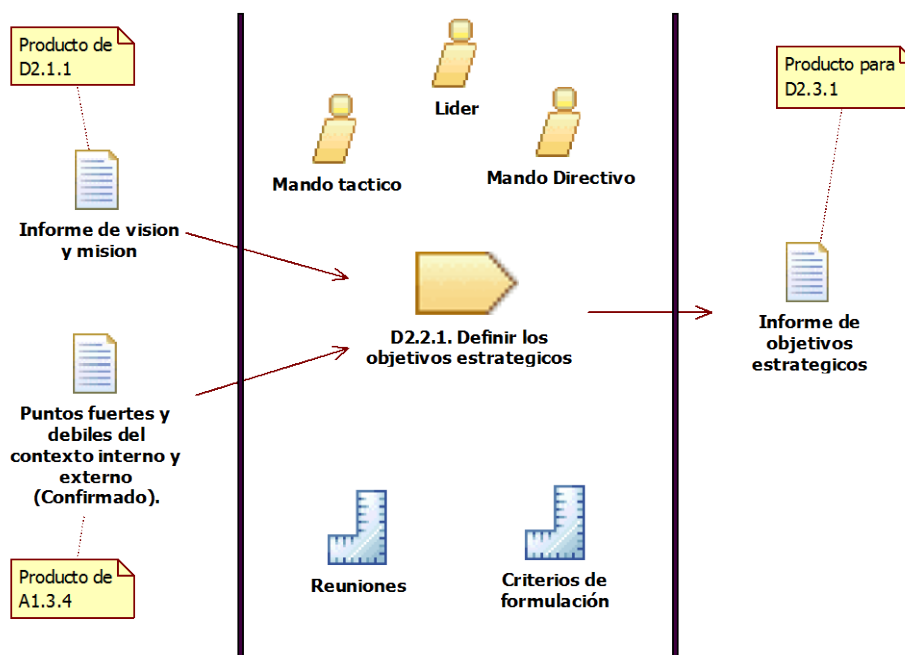 Producto de
D2.1.1
Informe de vision
y mision
Puntos fuertes y
debiles del
contexto interno y
externo
(Confirmado).
Producto de
A1.3.4
Lider
Mando tactico
Mando Directivo
D2.2.1. Definir los
objetivos estrategicos
Reuniones
Criterios de
formulación
Producto para
D2.3.1
Informe de
objetivos
estrategicos